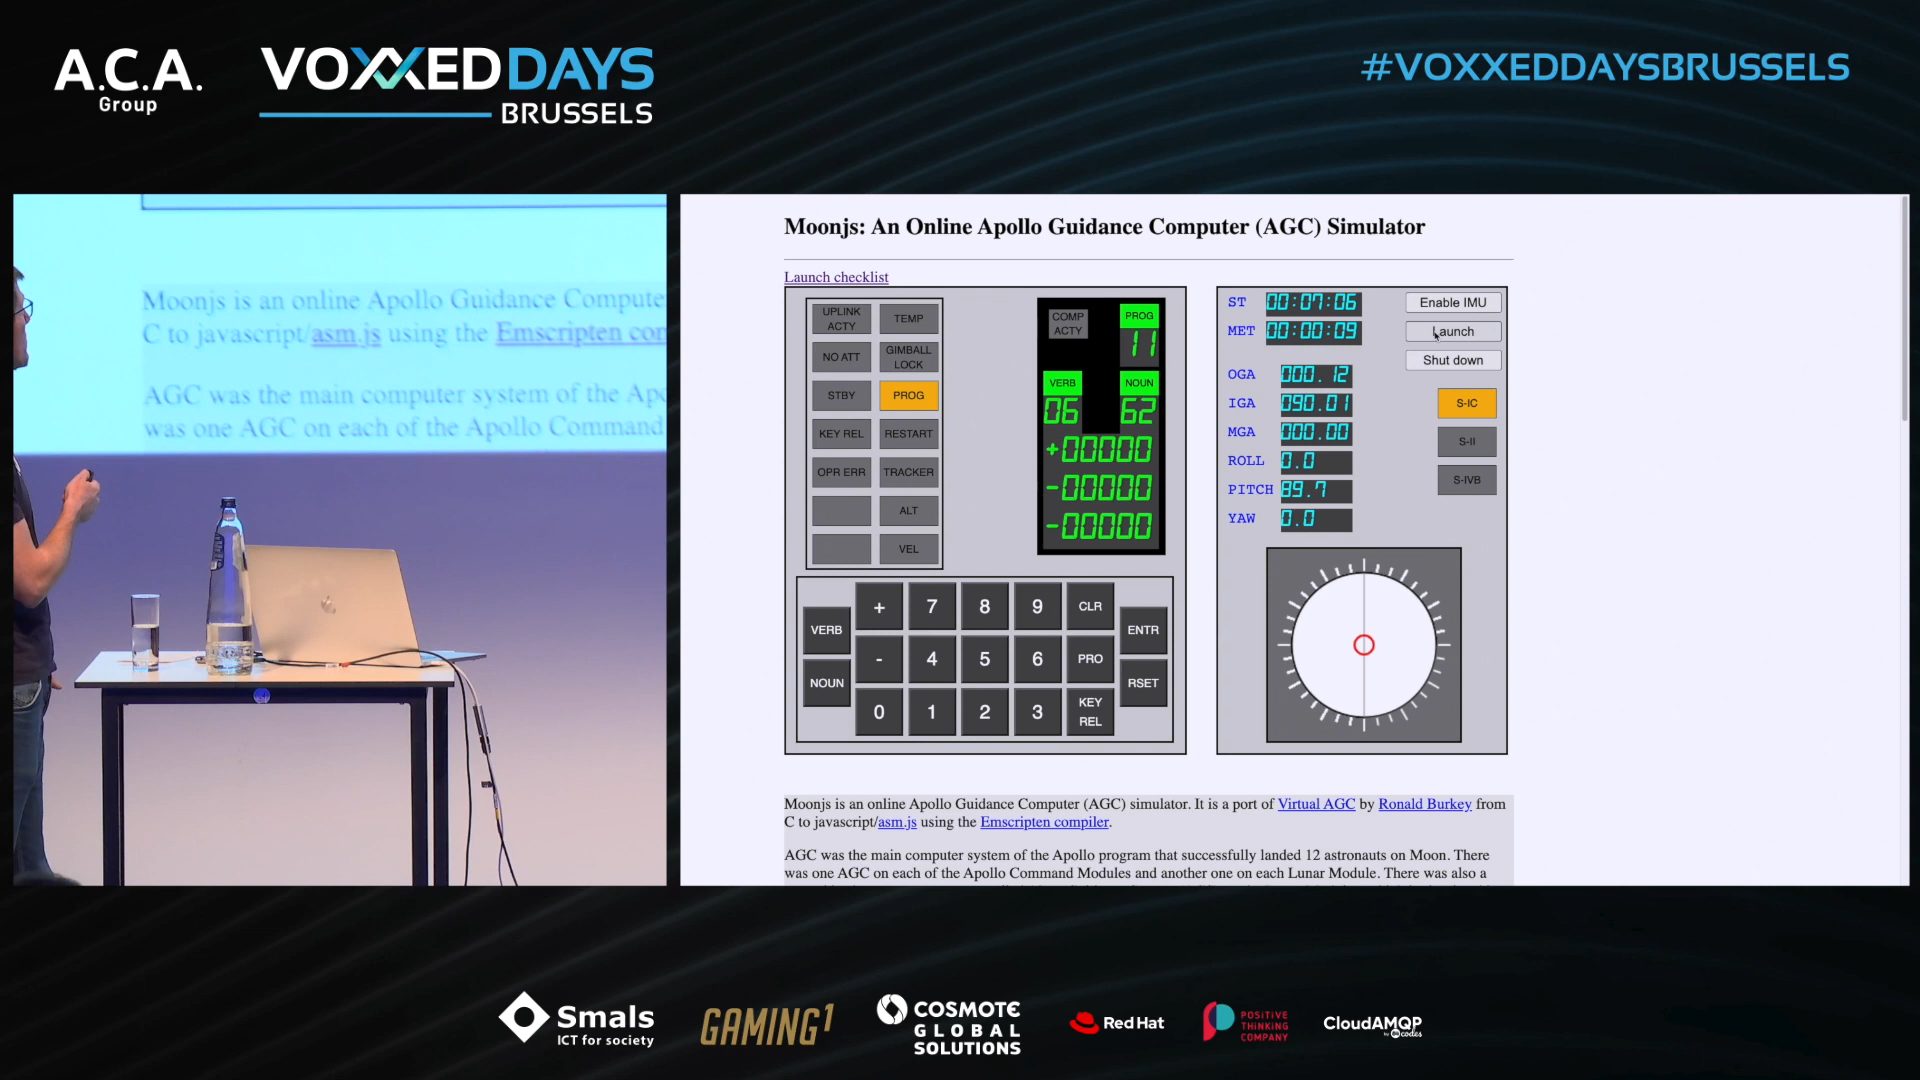 A.C.A.
Group
VOXXEDDAYS
BRUSSELS
#VOXXEDDAYSBRUSSELS
Moonjs is an online Apollo Guidance Compute
C to javascript/asm.js using the Emscripten con
AGC was the main computer system of the Apo
was one AGC on each of the Apollo Command
Moonjs: An Online Apollo Guidance Computer (AGC) Simulator
Launch checklist
UPLINK
ACTY
TEMP
NO ATT
GIMBALL
LOCK
STBY
PROG
KEY REL
RESTART
OPR ERR
TRACKER
ALT
VEL
COMP
ACTY
PROG
11
VERB
NOUN
06
62
+00000
-00000
-00000
VERB
NOUN
+ 7 8 9 CLR
- 4 5 6 PRO
0 1 2 3 KEY
REL
ENTR
RSET
ST 00:07:06
MET 00:00:09
OGA 000.12
IGA 090.01
MGA 000.00
ROLL 0.0
PITCH 89.7
YAW 0.0
Enable IMU
Launch
Shut down
S-IC
S-II
S-IVB
Moonjs is an online Apollo Guidance Computer (AGC) simulator. It is a port of Virtual AGC by Ronald Burkey from
C to javascript/asm.js using the Emscripten compiler.
AGC was the main computer system of the Apollo program that successfully landed 12 astronauts on Moon. There
was one AGC on each of the Apollo Command Modules and another one on each Lunar Module. There was also a
Smals
ICT for society
GAMING1
COSMOTE
GLOBAL
SOLUTIONS
Red Hat
POSITIVE
THINKING
COMPANY
CloudAMQP